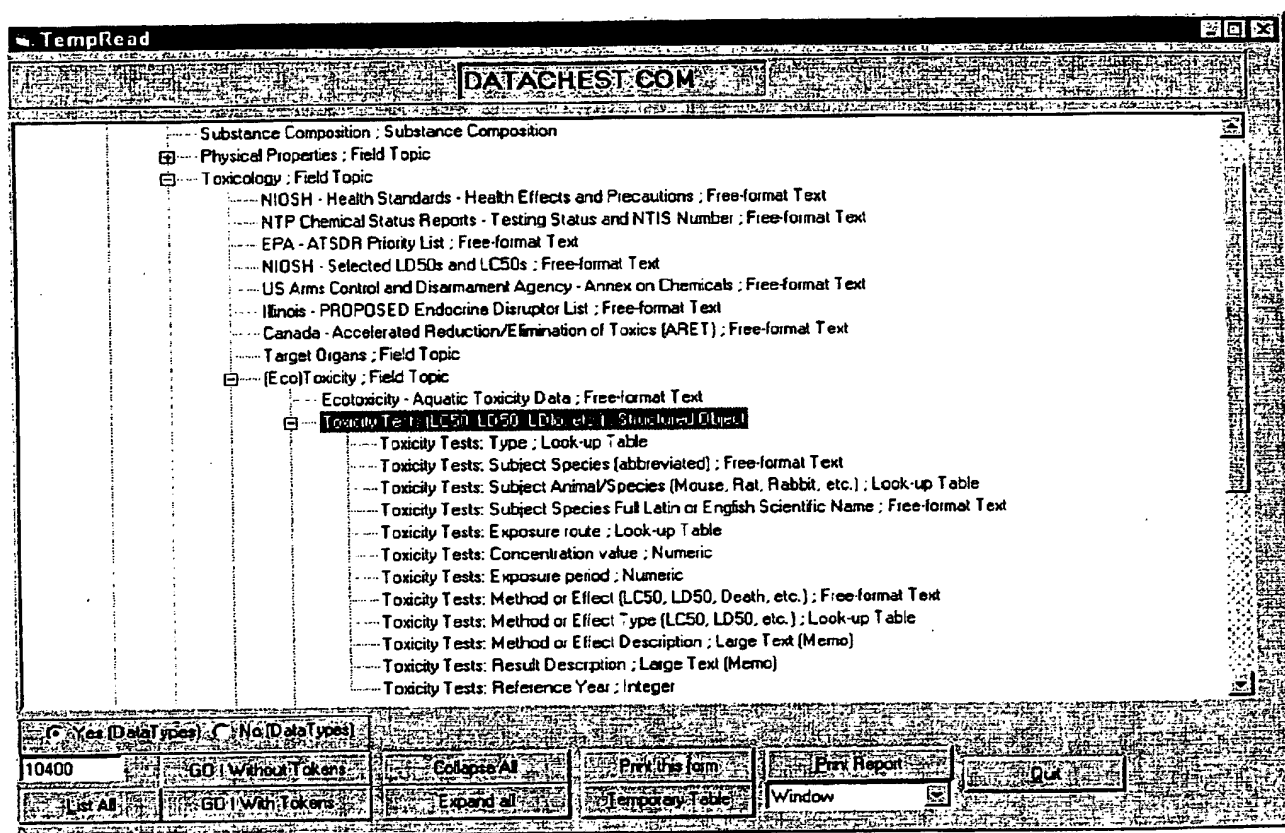 TempRead
DATACHEST.COM
Substance Composition ; Substance Composition
Physical Properties ; Field Topic
Toxicology ; Field Topic
NIOSH - Health Standards - Health Effects and Precautions ; Free-format Text
NTP Chemical Status Reports - Testing Status and NTIS Number ; Free-format Text
EPA - ATSDR Priority List ; Free-format Text
NIOSH - Selected LD50s and LC50s ; Free-format Text
US Arms Control and Disarmament Agency - Annex on Chemicals ; Free-format Text
Illinois - PROPOSED Endocrine Disruptor List ; Free-format Text
Canada - Accelerated Reduction/Elimination of Toxics (ARET) ; Free-format Text
Target Organs ; Field Topic
(Eco)Toxicity ; Field Topic
Ecotoxicity - Aquatic Toxicity Data ; Free-format Text
Toxicity Test (LC50, LD50, etc.) ; Structured Object
Toxicity Tests: Type ; Look-up Table
Toxicity Tests: Subject Species (abbreviated) ; Free-format Text
Toxicity Tests: Subject Animal/Species (Mouse, Rat, Rabbit, etc.) ; Look-up Table
Toxicity Tests: Subject Species Full Latin or English Scientific Name ; Free-format Text
Toxicity Tests: Exposure route ; Look-up Table
Toxicity Tests: Concentration value ; Numeric
Toxicity Tests: Exposure period ; Numeric
Toxicity Tests: Method or Effect (LC50, LD50, Death, etc.) ; Free-format Text
Toxicity Tests: Method or Effect Type (LC50, LD50, etc.) ; Look-up Table
Toxicity Tests: Method or Effect Description ; Large Text (Memo)
Toxicity Tests: Result Description ; Large Text (Memo)
Toxicity Tests: Reference Year ; Integer
Yes (DataTypes) No (DataTypes)
10400 GO ! Without Tokens Collapse All Print this form Print Report Quit
List All GO ! With Tokens Expand all Temporary Table Window